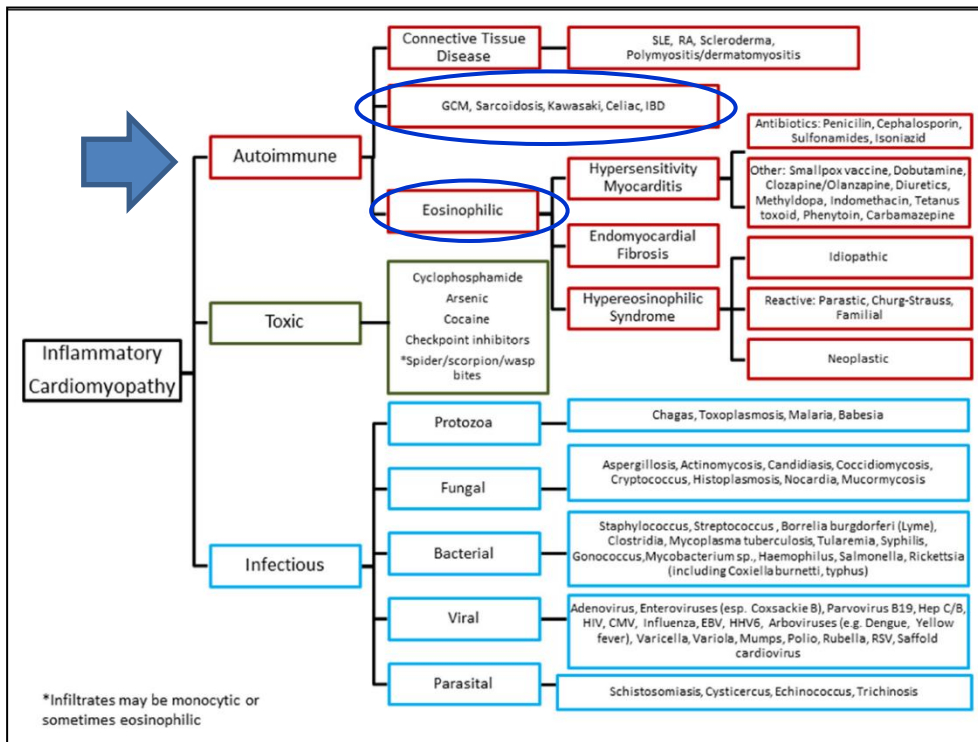 Connective Tissue
Disease
SLE, RA, Scleroderma,
Polymyositis/dermatomyositis
GCM, Sarcoidosis, Kawasaki, Celiac, IBD
Autoimmune
Eosinophilic
Hypersensitivity
Myocarditis
Antibiotics: Penicilin, Cephalosporin,
Sulfonamides, Isoniazid
Other: Smallpox vaccine, Dobutamine,
Clozapine/Olanzapine, Diuretics,
Methyldopa, Indomethacin, Tetanus
toxoid, Phenytoin, Carbamazepine
Endomyocardial
Fibrosis
Hypereosinophilic
Syndrome
Idiopathic
Reactive: Parastic, Churg-Strauss,
Familial
Neoplastic
Toxic
Cyclophosphamide
Arsenic
Cocaine
Checkpoint inhibitors
*Spider/scorpion/wasp
bites
Inflammatory
Cardiomyopathy
Infectious
Protozoa
Chagas, Toxoplasmosis, Malaria, Babesia
Fungal
Aspergillosis, Actinomycosis, Candidiasis, Coccidiomycosis,
Cryptococcus, Histoplasmosis, Nocardia, Mucormycosis
Bacterial
Staphylococcus, Streptococcus , Borrelia burgdorferi (Lyme),
Clostridia, Mycoplasma tuberculosis, Tularemia, Syphilis,
Gonococcus,Mycobacterium sp., Haemophilus, Salmonella, Rickettsia
(including Coxiella burnetti, typhus)
Viral
Adenovirus, Enteroviruses (esp. Coxsackie B), Parvovirus B19, Hep C/B,
HIV, CMV, Influenza, EBV, HHV6, Arboviruses (e.g. Dengue, Yellow
fever), Varicella, Variola, Mumps, Polio, Rubella, RSV, Saffold
cardiovirus
Parasital
Schistosomiasis, Cysticercus, Echinococcus, Trichinosis
*Infiltrates may be monocytic or
sometimes eosinophilic